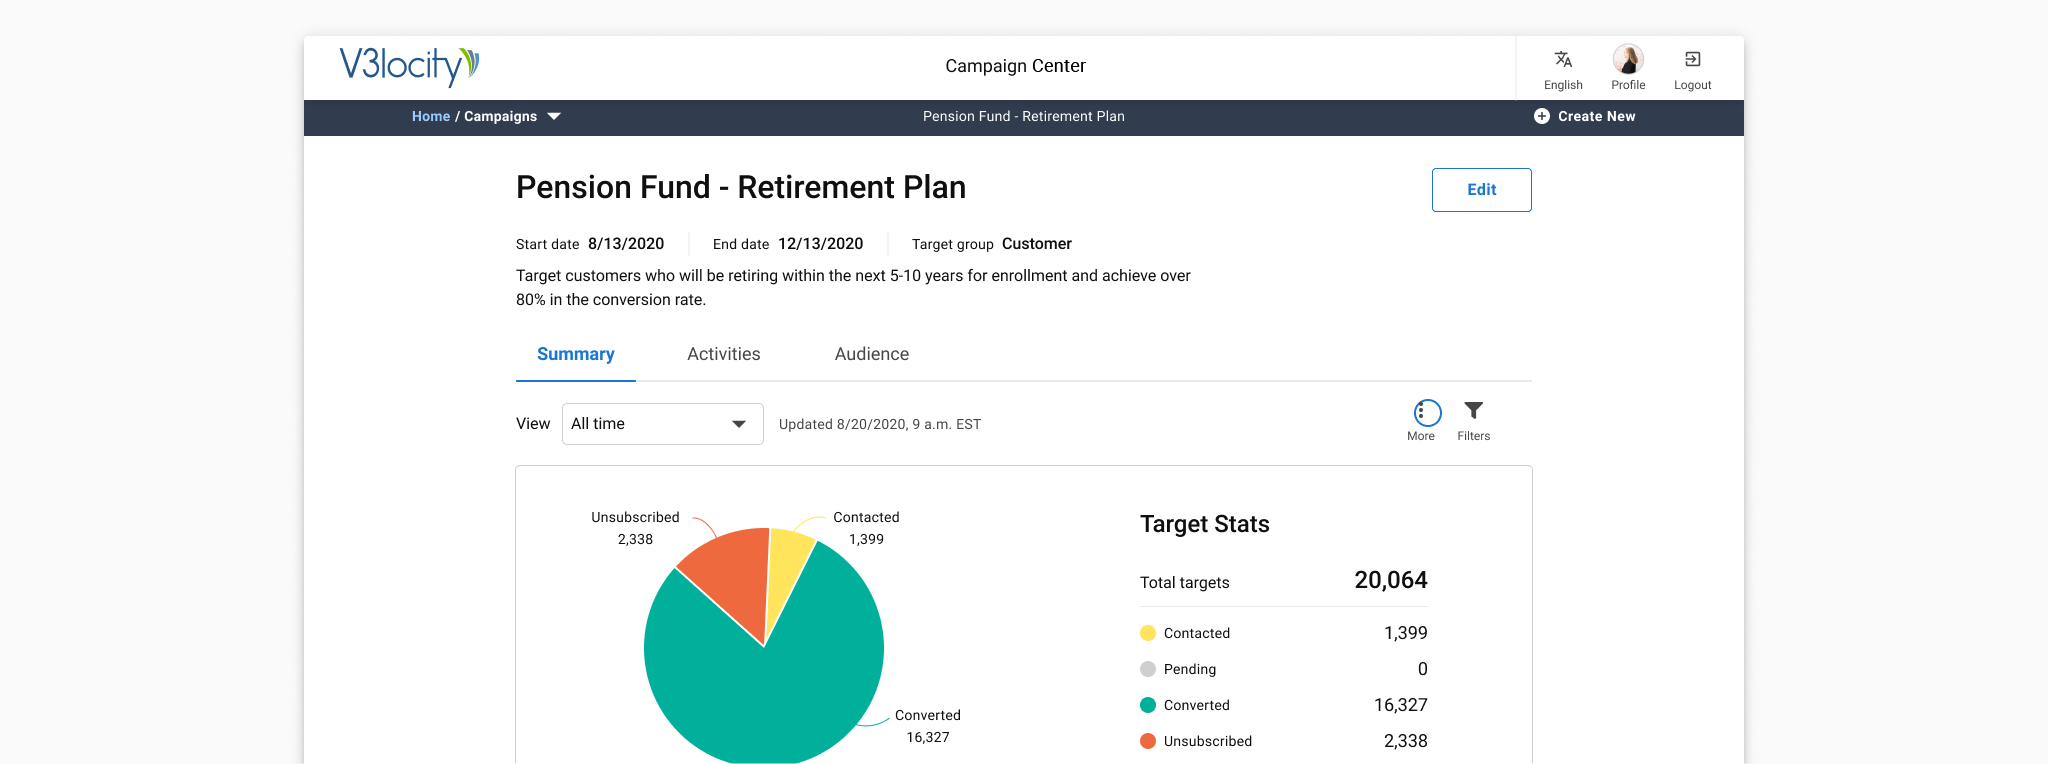 V3locity
Campaign Center
English
Profile
Logout
Home / Campaigns
Pension Fund - Retirement Plan
Create New
Pension Fund - Retirement Plan
Edit
Start date 8/13/2020
End date 12/13/2020
Target group Customer
Target customers who will be retiring within the next 5-10 years for enrollment and achieve over
80% in the conversion rate.
Summary
Activities
Audience
View
All time
Updated 8/20/2020, 9 a.m. EST
More
Filters
Unsubscribed
2,338
Contacted
1,399
Converted
16,327
Target Stats
Total targets 20,064
Contacted 1,399
Pending 0
Converted 16,327
Unsubscribed 2,338